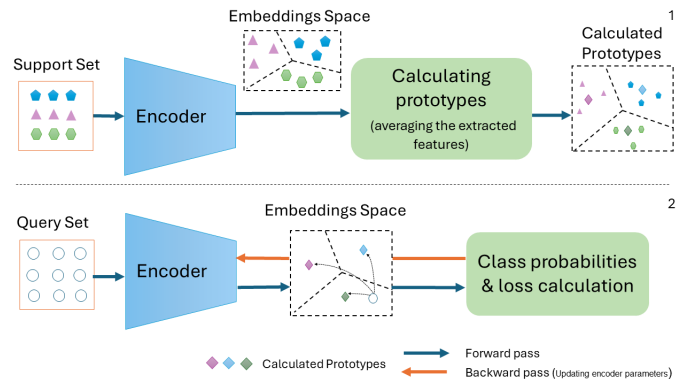 Embeddings Space
1
Calculated
Prototypes
Support Set
Encoder
Calculating
prototypes
(averaging the extracted
features)
2
Query Set
Embeddings Space
Encoder
Class probabilities
& loss calculation
Calculated Prototypes
Forward pass
Backward pass (Updating encoder parameters)